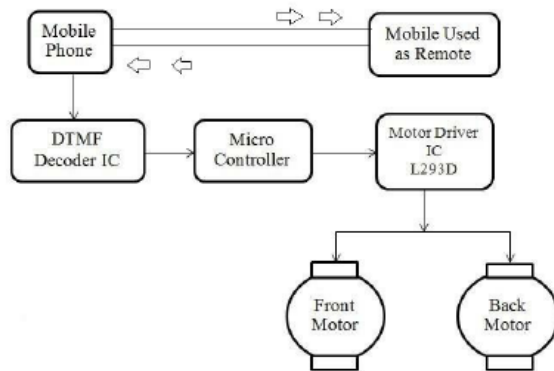 Mobile
Phone
Mobile Used
as Remote
DTMF
Decoder IC
Micro
Controller
Motor Driver
IC
L293D
Front
Motor
Back
Motor